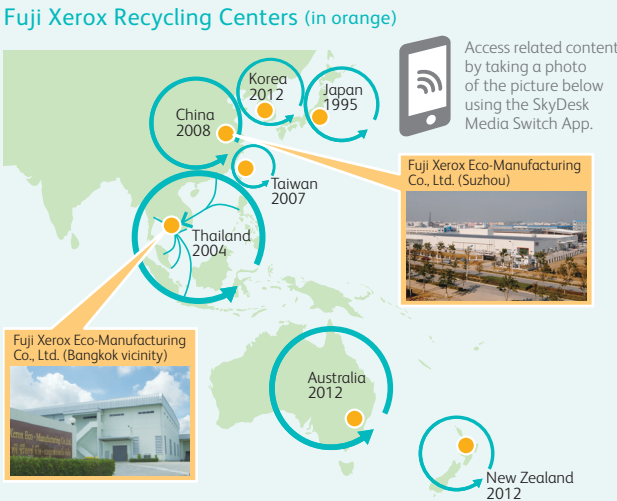 Fuji Xerox Recycling Centers (in orange)
Access related content
by taking a photo
of the picture below
using the SkyDesk
Media Switch App.
Korea
2012
Japan
1995
China
2008
Taiwan
2007
Thailand
2004
Fuji Xerox Eco-Manufacturing
Co., Ltd. (Suzhou)
Fuji Xerox Eco-Manufacturing
Co., Ltd. (Bangkok vicinity)
Australia
2012
New Zealand
2012